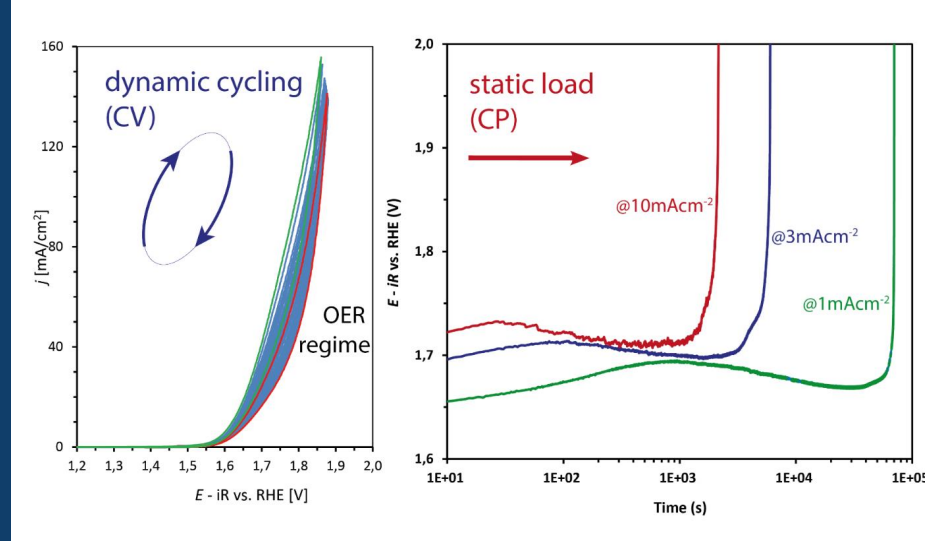 dynamic cycling
(CV)
OER
regime
j [mA/cm²]
160
120
80
40
0
1,2 1,3 1,4 1,5 1,6 1,7 1,8 1,9 2,0
E - iR vs. RHE [V]
static load
(CP)
@10mAcm⁻²
@3mAcm⁻²
@1mAcm⁻²
E - iR vs. RHE (V)
2,0
1,9
1,8
1,7
1,6
1E+01 1E+02 1E+03 1E+04 1E+05
Time (s)